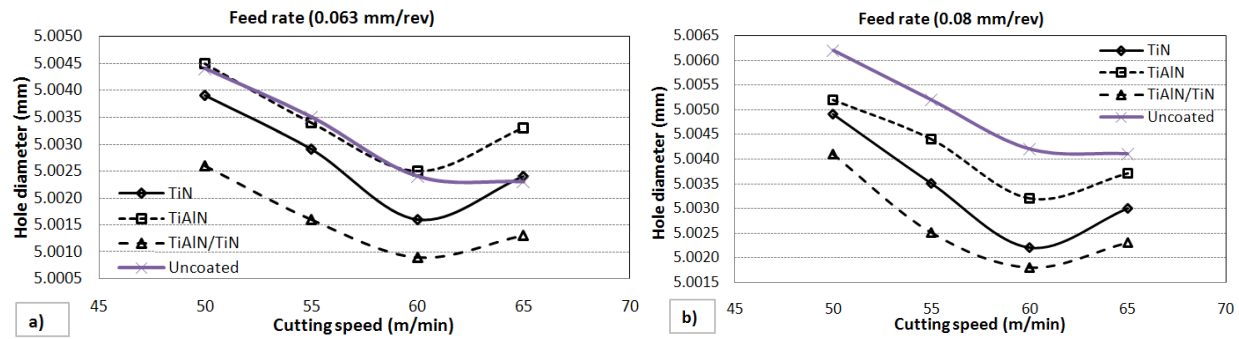 Feed rate (0.063 mm/rev)
Hole diameter (mm)
5.0050
5.0045
5.0040
5.0035
5.0030
5.0025
5.0020
5.0015
5.0010
5.0005
TiN
TiAlN
TiAlN/TiN
Uncoated
45
50
55
60
65
70
Cutting speed (m/min)
a)
Feed rate (0.08 mm/rev)
Hole diameter (mm)
5.0065
5.0060
5.0055
5.0050
5.0045
5.0040
5.0035
5.0030
5.0025
5.0020
5.0015
TiN
TiAlN
TiAlN/TiN
Uncoated
45
50
55
60
65
70
Cutting speed (m/min)
b)